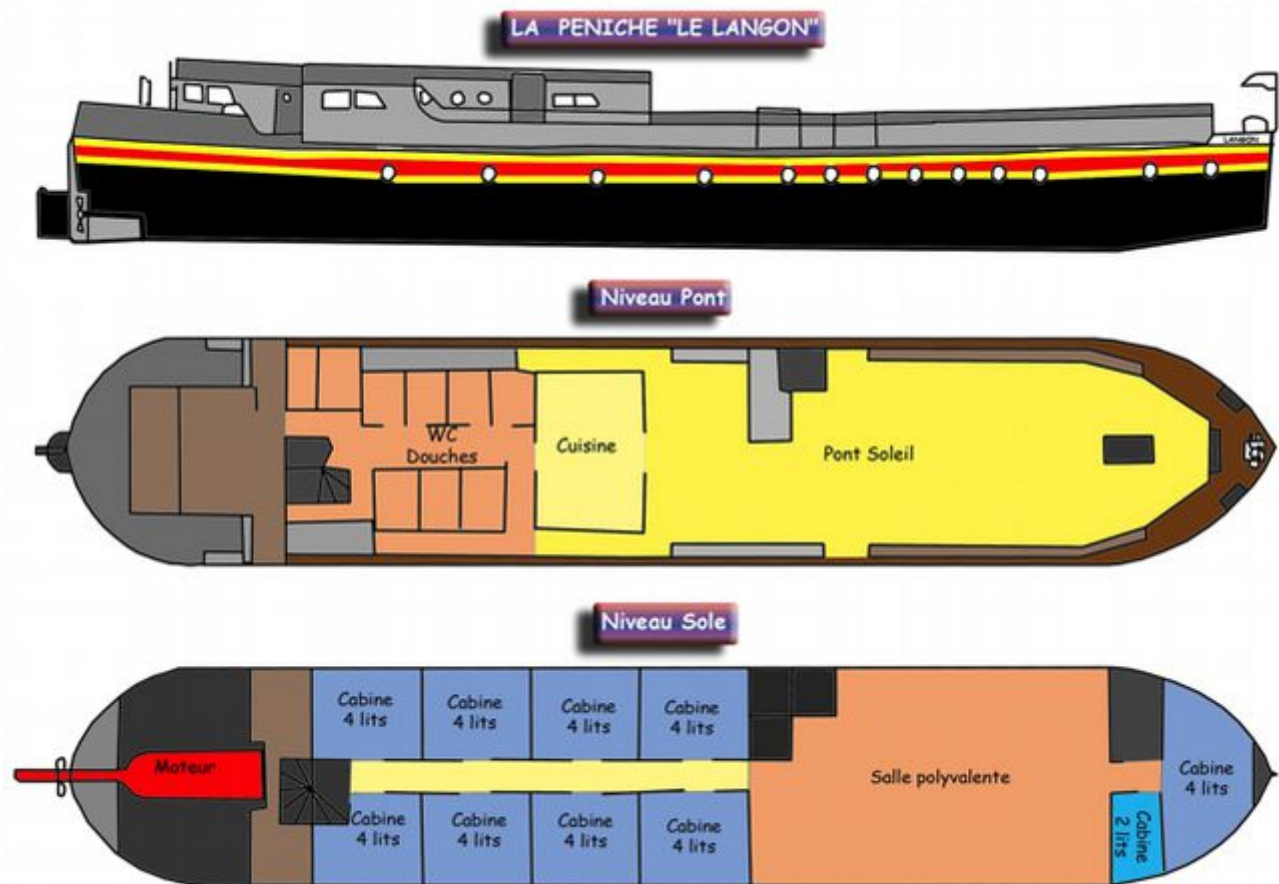 LA PENICHE "LE LANGON"
LANGON
Niveau Pont
WC
Douches
Cuisine
Pont Soleil
Niveau Sole
Cabine
4 lits
Cabine
4 lits
Cabine
4 lits
Cabine
4 lits
Moteur
Salle polyvalente
Cabine
4 lits
Cabine
4 lits
Cabine
4 lits
Cabine
4 lits
Cabine
4 lits
Cabine
2 lits